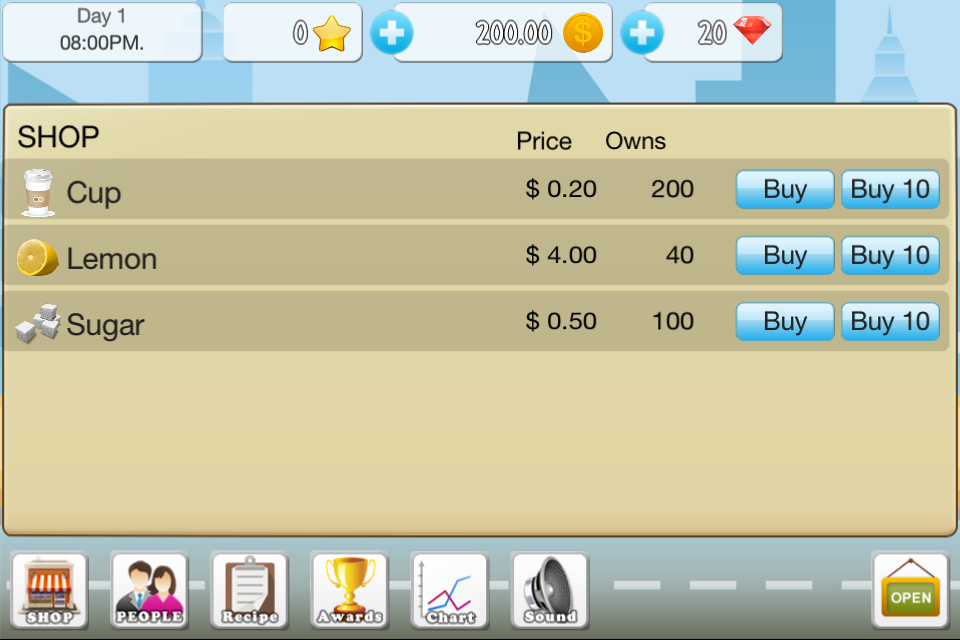 Day 1
08:00PM.
0
200.00
$
20
SHOP
Price Owns
Cup $ 0.20 200 Buy Buy 10
Lemon $ 4.00 40 Buy Buy 10
Sugar $ 0.50 100 Buy Buy 10
SHOP PEOPLE Recipe Awards Chart Sound OPEN